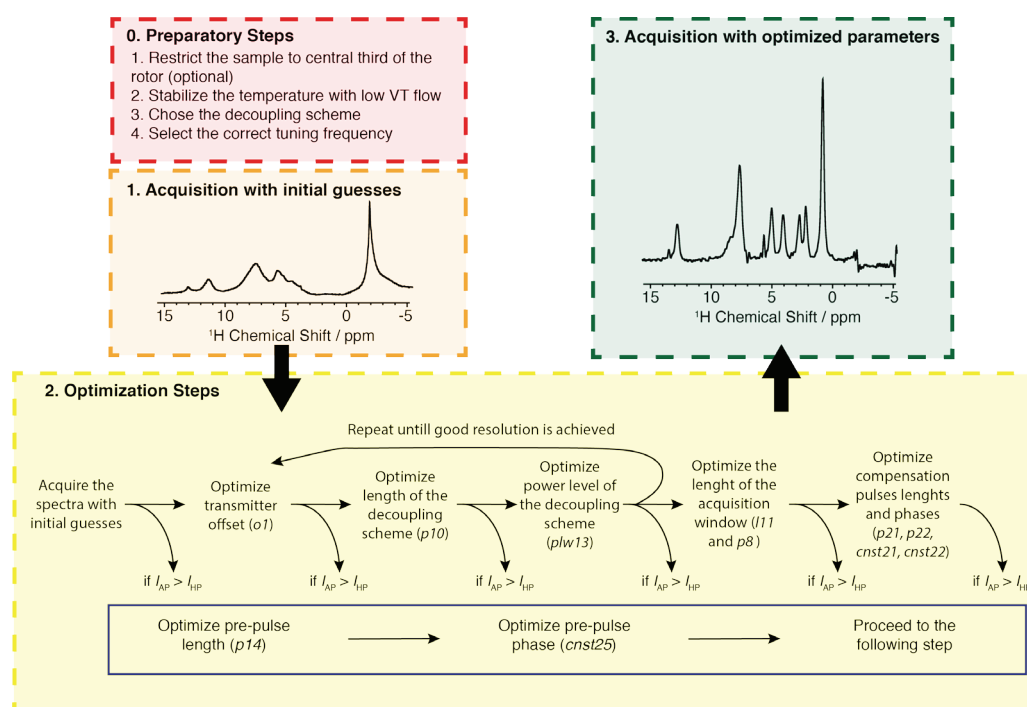 0. Preparatory Steps
1. Restrict the sample to central third of the
rotor (optional)
2. Stabilize the temperature with low VT flow
3. Chose the decoupling scheme
4. Select the correct tuning frequency
1. Acquisition with initial guesses
15 10 5 0 -5
¹H Chemical Shift / ppm
3. Acquisition with optimized parameters
15 10 5 0 -5
¹H Chemical Shift / ppm
2. Optimization Steps
Repeat untill good resolution is achieved
Acquire the
spectra with
initial guesses
Optimize
transmitter
offset (o1)
Optimize
length of the
decoupling
scheme (p10)
Optimize
power level of
the decoupling
scheme
(plw13)
Optimize the
lenght of the
acquisition
window (l11
and p8 )
Optimize
compensation
pulses lenghts
and phases
(p21, p22,
cnst21, cnst22)
if I_AP > I_HP
if I_AP > I_HP
if I_AP > I_HP
if I_AP > I_HP
if I_AP > I_HP
if I_AP > I_HP
Optimize pre-pulse
length (p14)
Optimize pre-pulse
phase (cnst25)
Proceed to the
following step